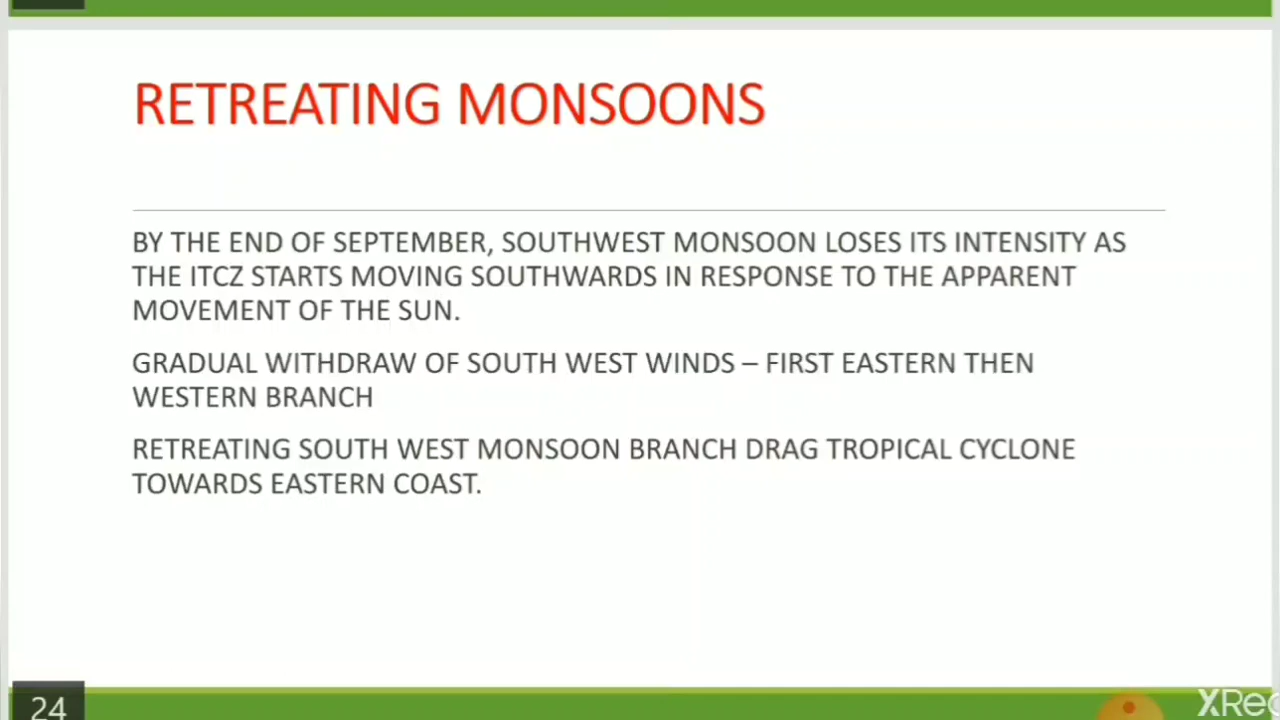 RETREATING MONSOONS
BY THE END OF SEPTEMBER, SOUTHWEST MONSOON LOSES ITS INTENSITY AS
THE ITCZ STARTS MOVING SOUTHWARDS IN RESPONSE TO THE APPARENT
MOVEMENT OF THE SUN.
GRADUAL WITHDRAW OF SOUTH WEST WINDS – FIRST EASTERN THEN
WESTERN BRANCH
RETREATING SOUTH WEST MONSOON BRANCH DRAG TROPICAL CYCLONE
TOWARDS EASTERN COAST.
24